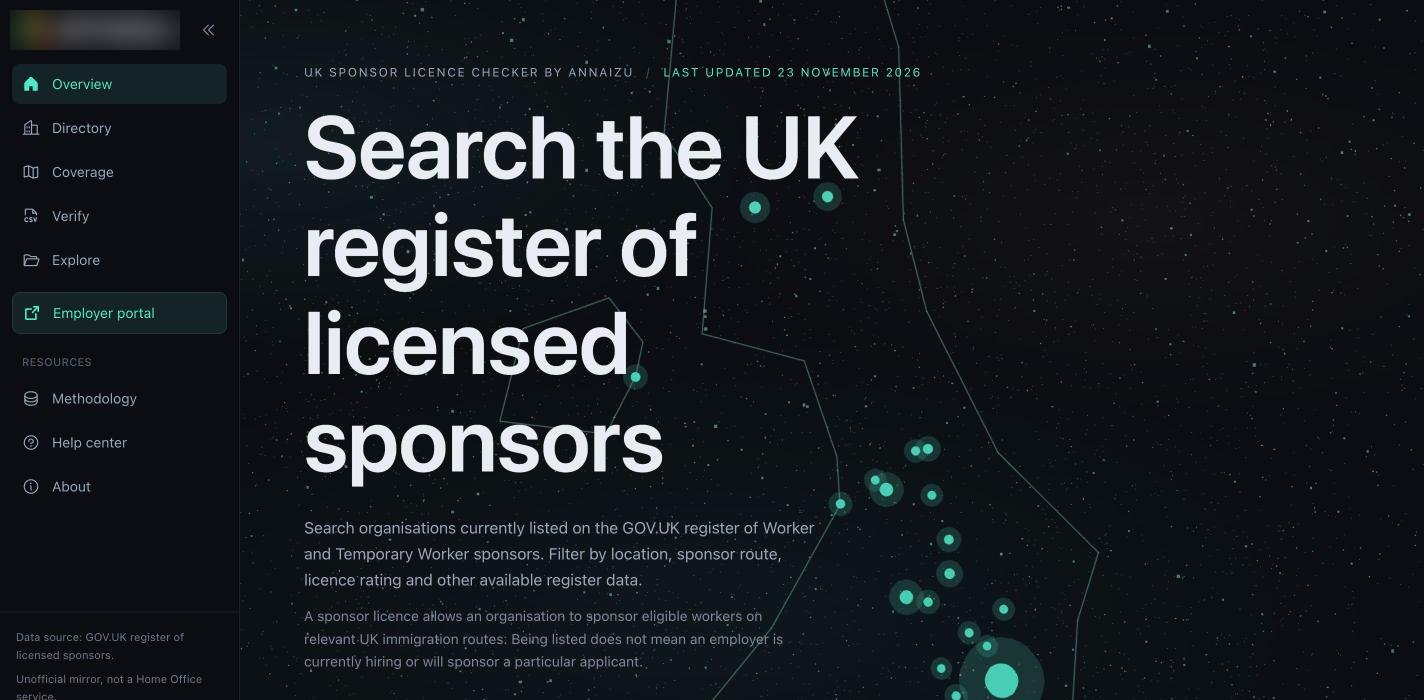 Overview
Directory
Coverage
CSV
Verify
Explore
Employer portal
RESOURCES
Methodology
Help center
About
Data source: GOV.UK register of
licensed sponsors.
Unofficial mirror, not a Home Office
service.
UK SPONSOR LICENCE CHECKER BY ANNAIZU / LAST UPDATED 23 NOVEMBER 2026
Search the UK
register of
licensed
sponsors
Search organisations currently listed on the GOV.UK register of Worker
and Temporary Worker sponsors. Filter by location, sponsor route,
licence rating and other available register data.
A sponsor licence allows an organisation to sponsor eligible workers on
relevant UK immigration routes. Being listed does not mean an employer is
currently hiring or will sponsor a particular applicant.